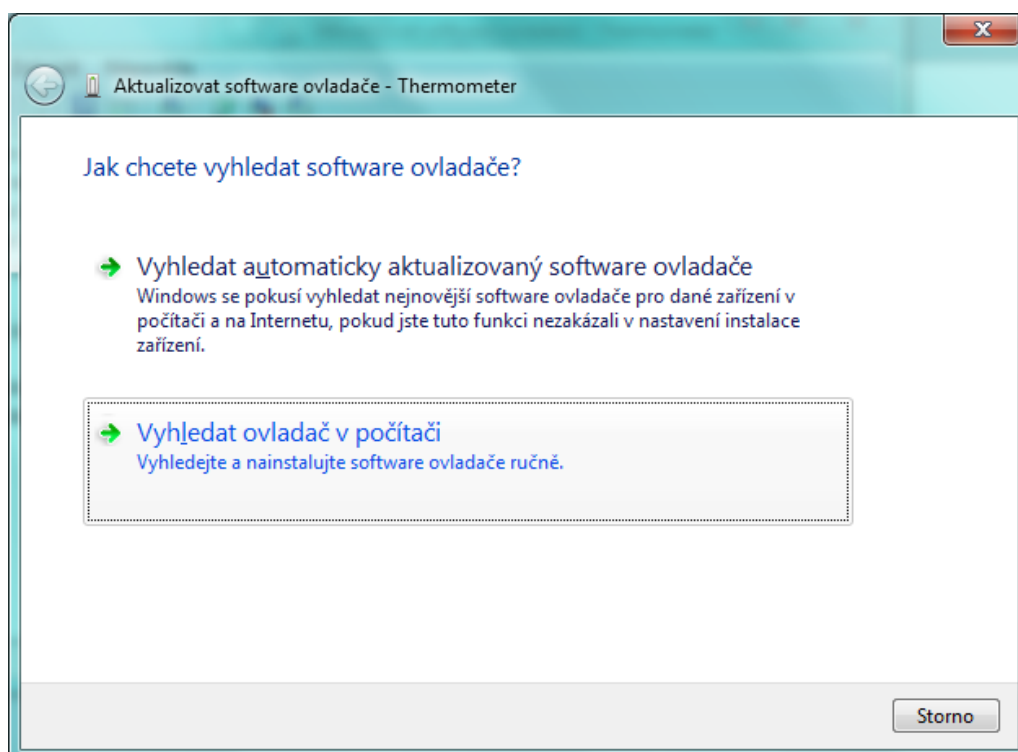 Aktualizovat software ovladače - Thermometer
Jak chcete vyhledat software ovladače?
Vyhledat automaticky aktualizovaný software ovladače
Windows se pokusí vyhledat nejnovější software ovladače pro dané zařízení v
počítači a na Internetu, pokud jste tuto funkci nezakázali v nastavení instalace
zařízení.
Vyhledat ovladač v počítači
Vyhledejte a nainstalujte software ovladače ručně.
Storno